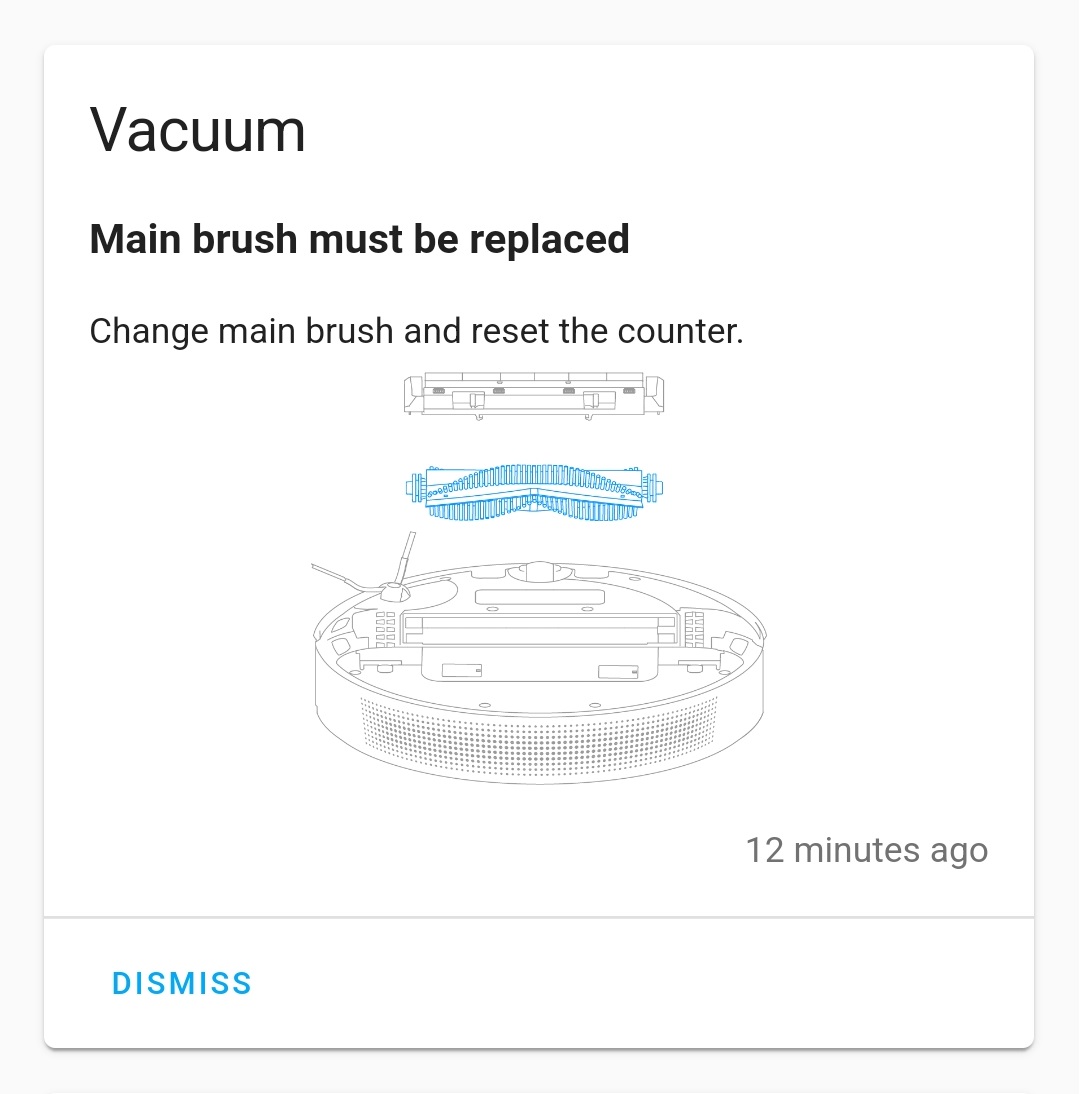 Vacuum
Main brush must be replaced
Change main brush and reset the counter.
12 minutes ago
DISMISS